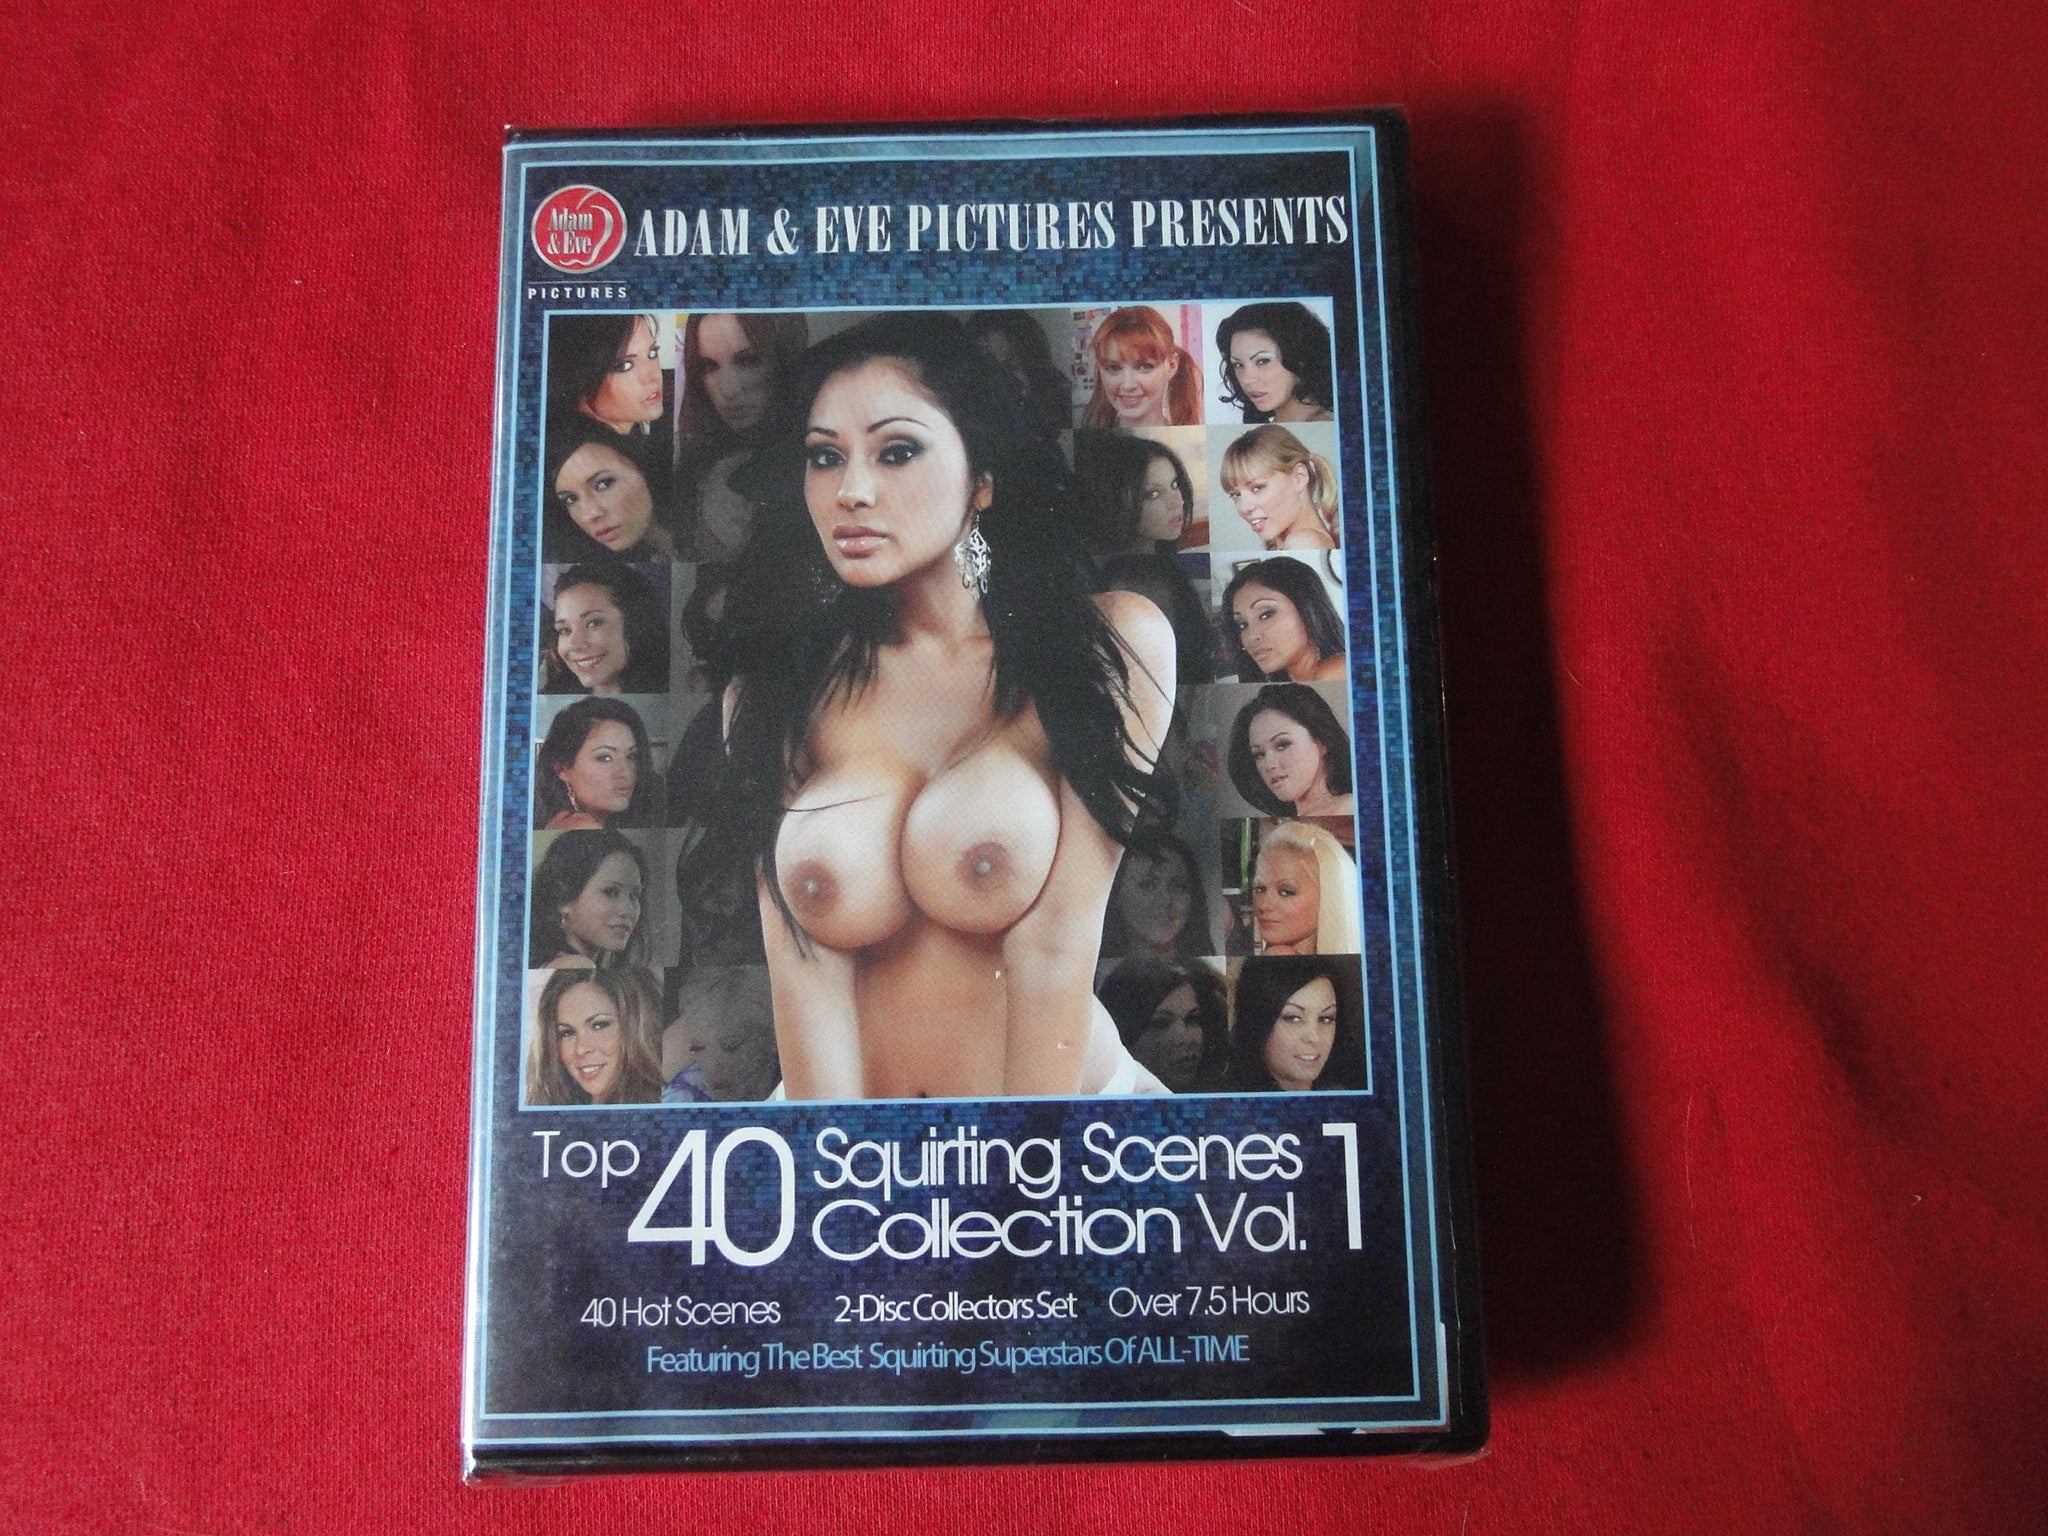 Adam
& Eve
PICTURES
ADAM & EVE PICTURES PRESENTS
Top 40 Squirting Scenes
Collection Vol. 1
40 Hot Scenes 2-Disc Collectors Set Over 7.5 Hours
Featuring The Best Squirting Superstars Of ALL-TIME